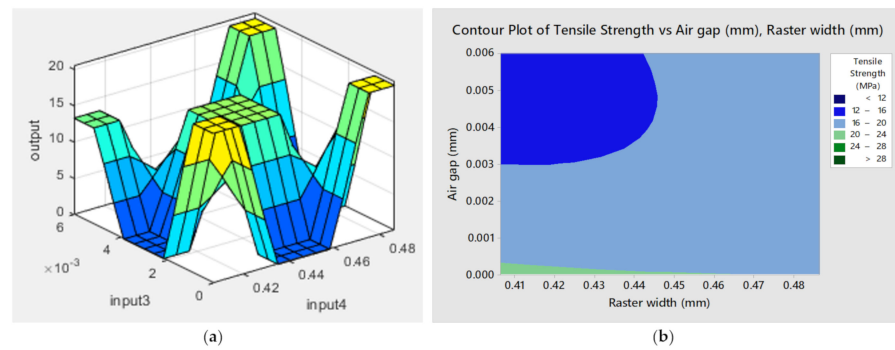 20
15
10
5
0
output
6
4
2
0
×10⁻³
input3
0.42
0.44
0.46
0.48
input4
(a)
Contour Plot of Tensile Strength vs Air gap (mm), Raster width (mm)
0.006
0.005
0.004
0.003
0.002
0.001
0.000
Air gap (mm)
0.41 0.42 0.43 0.44 0.45 0.46 0.47 0.48
Raster width (mm)
Tensile
Strength
(MPa)
< 12
12 – 16
16 – 20
20 – 24
24 – 28
> 28
(b)